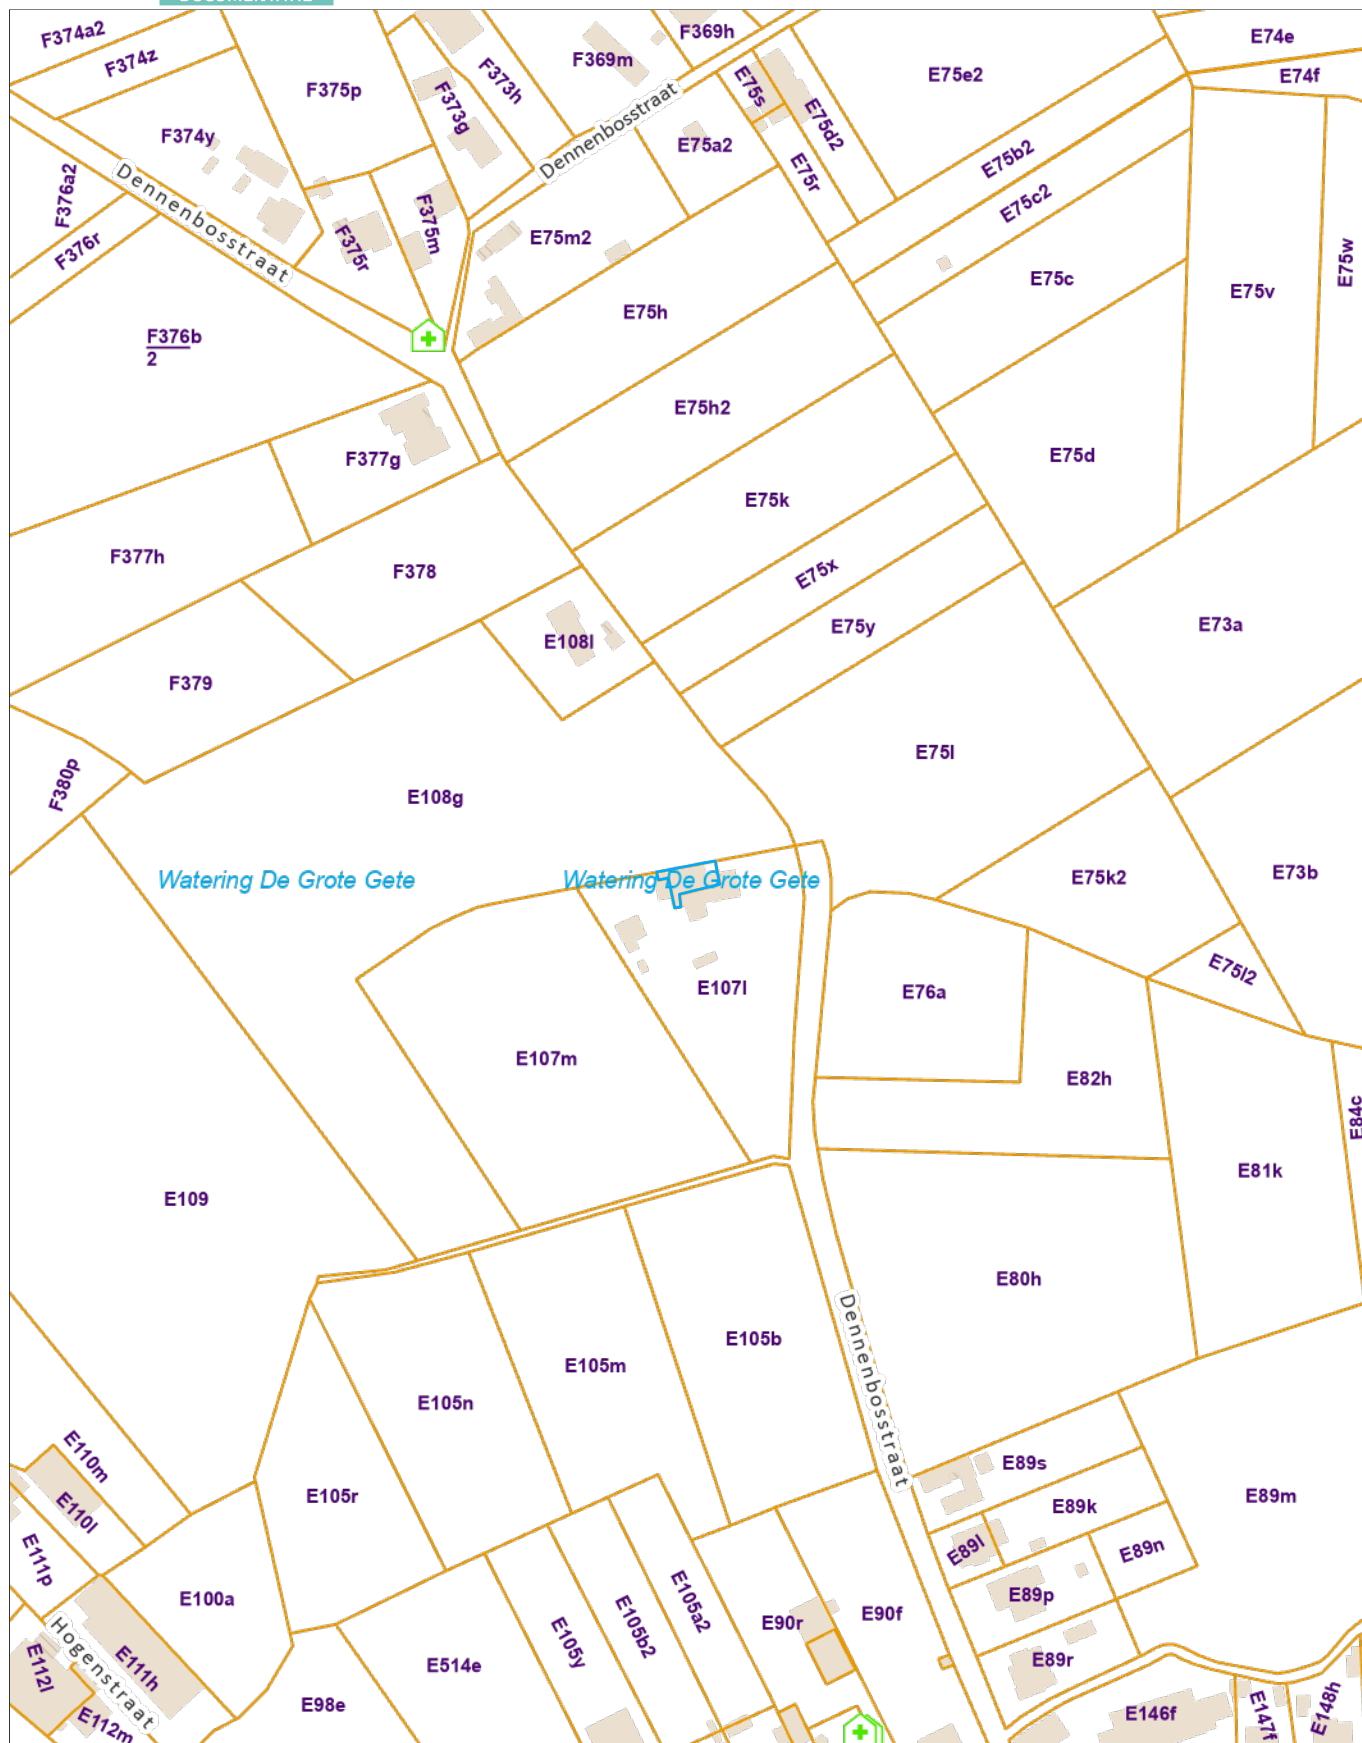 F374a2
F374z
F375p
F374y
F373g
F373h
F369m
F369h
Dennenbosstraat
E75s
E75d2
E75e2
E74e
E74f
E75a2
E75r
E75b2
E75c2
F376a2
F376r
Dennenbosstraat
F375r
F375m
E75m2
E75c
E75v
E75w
F376b
2
E75h
E75h2
F377g
E75d
E75k
F377h
F378
E75x
E75y
E73a
E108l
F379
E75l
F380p
E108g
E75k2
E73b
Watering De Grote Gete
Watering De Grote Gete
E75l2
E107l
E76a
E107m
E82h
E84c
E109
E81k
E80h
E105b
E105m
Dennenbosstraat
E105n
E110m
E89s
E105r
E89m
E110l
E89k
E111p
E89l
E89n
E100a
E105a2
E89p
E105b2
E90r
E90f
E105y
Hogenstraat
E111h
E112l
E514e
E89r
E98e
E112m
E146f
E147f
E148h